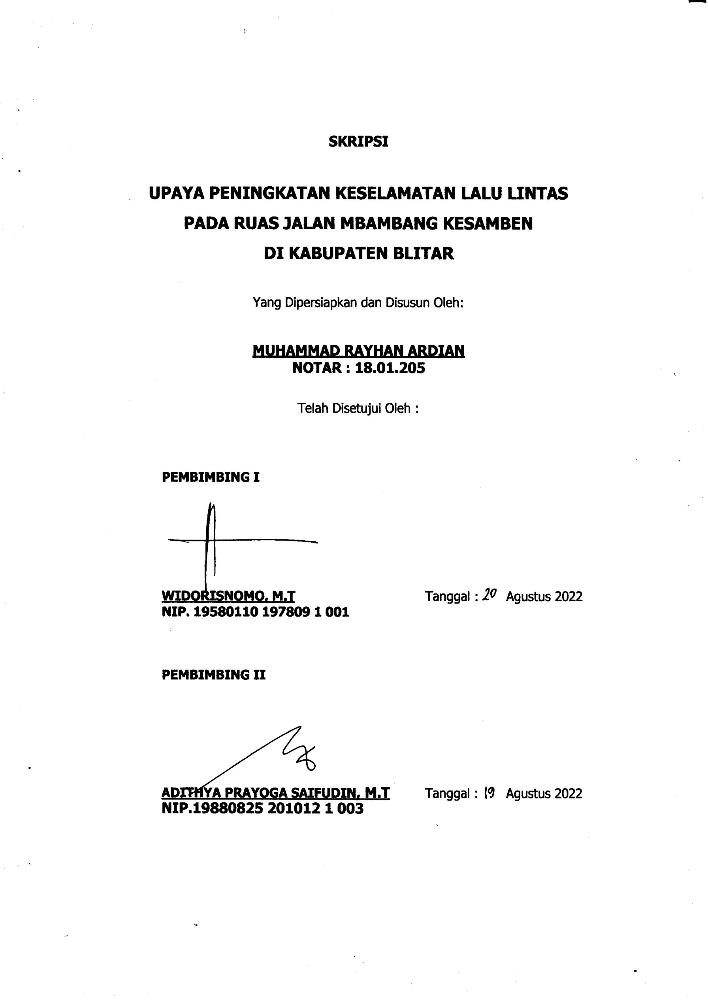 SKRIPSI
UPAYA PENINGKATAN KESELAMATAN LALU LINTAS
PADA RUAS JALAN MBAMBANG KESAMBEN
DI KABUPATEN BLITAR
Yang Dipersiapkan dan Disusun Oleh:
MUHAMMAD RAYHAN ARDIAN
NOTAR : 18.01.205
Telah Disetujui Oleh :
PEMBIMBING I
WIDORISNOMO, M.T Tanggal : 20 Agustus 2022
NIP. 19580110 197809 1 001
PEMBIMBING II
ADITHYA PRAYOGA SAIFUDIN, M.T Tanggal : 19 Agustus 2022
NIP.19880825 201012 1 003